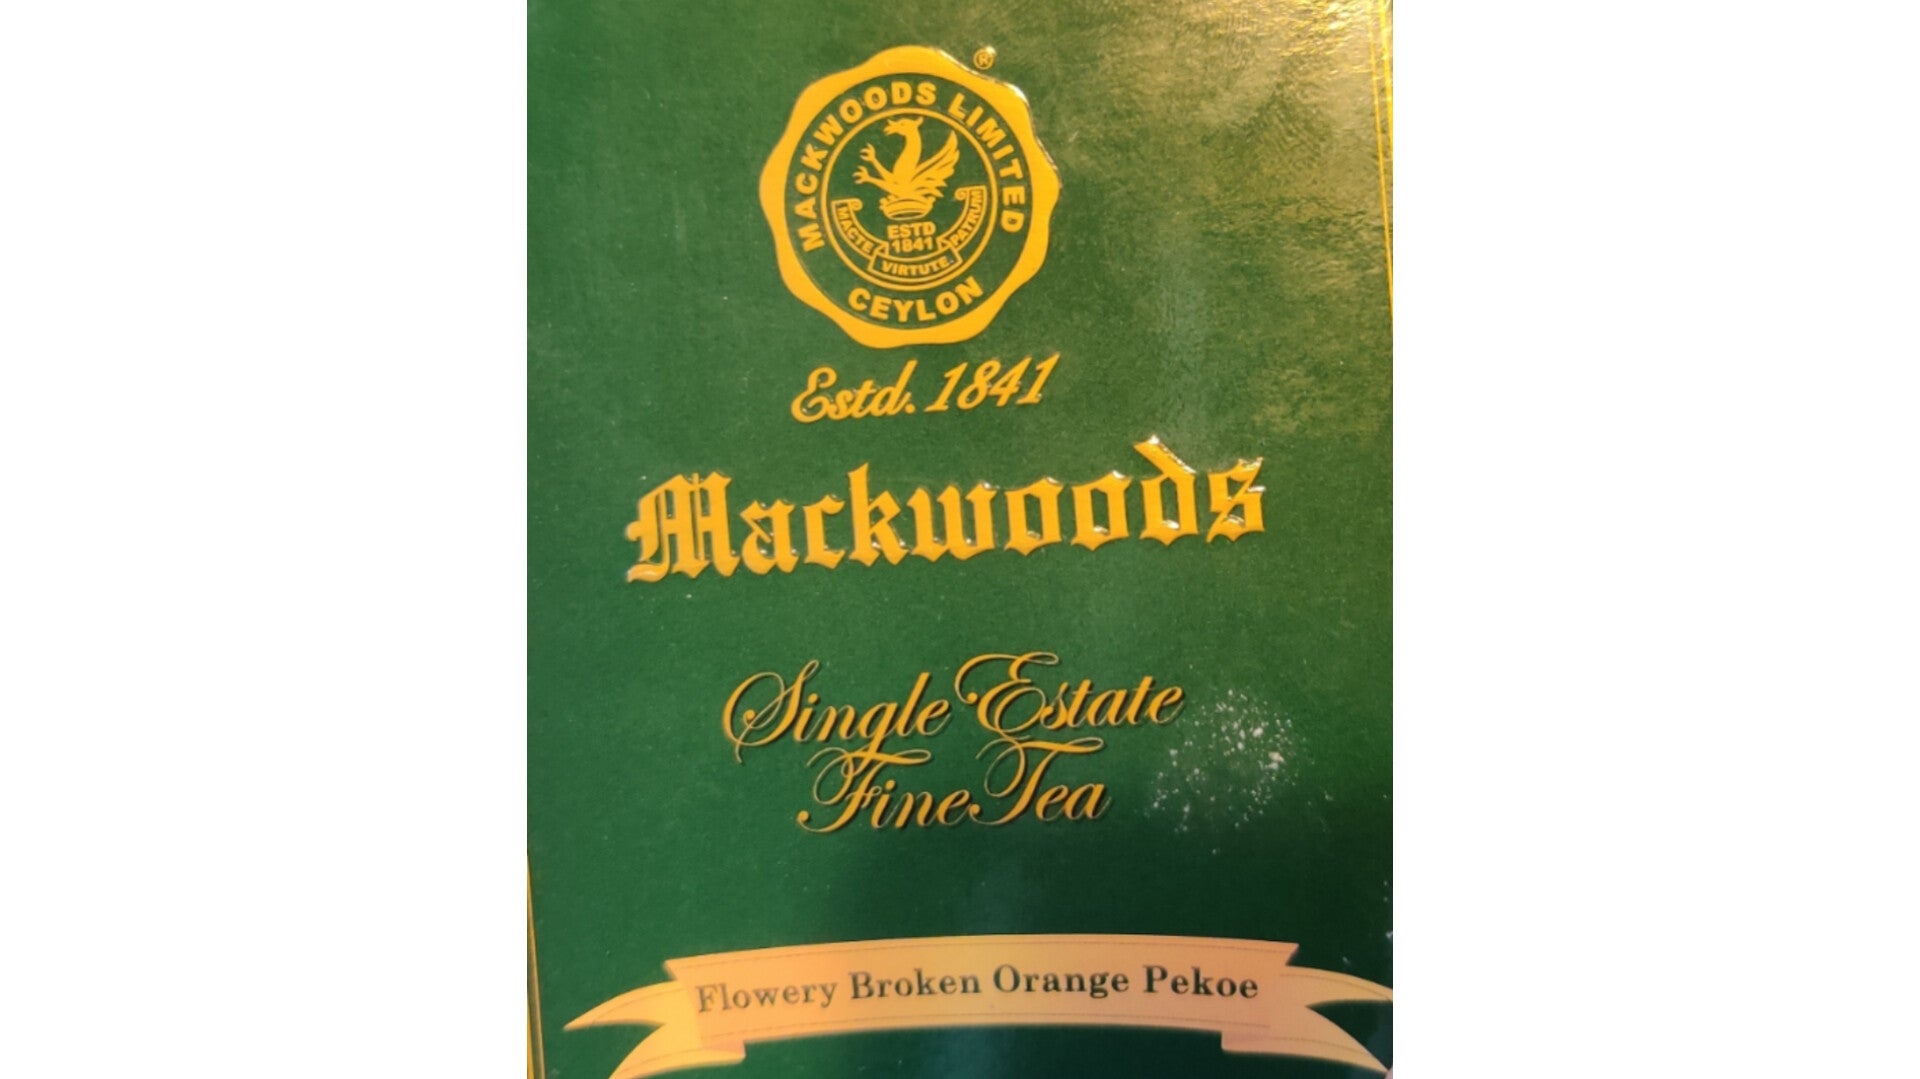 ®
MACKWOODS LIMITED
ESTD
1841
MACTE VIRTUTE. PATRUM
CEYLON
Estd. 1841
Mackwoods
Single Estate
Fine Tea
Flowery Broken Orange Pekoe